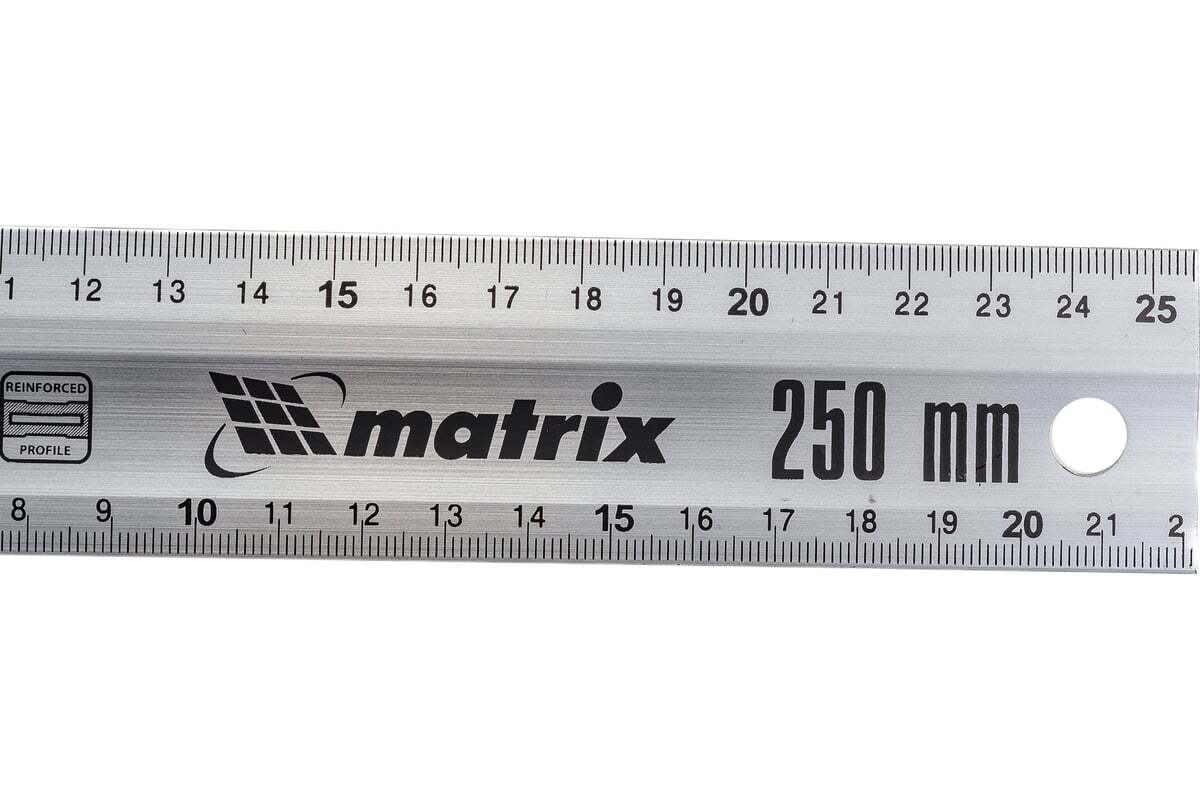 1 12 13 14 15 16 17 18 19 20 21 22 23 24 25
REINFORCED
PROFILE
matrix
250 mm
8 9 10 11 12 13 14 15 16 17 18 19 20 21 2